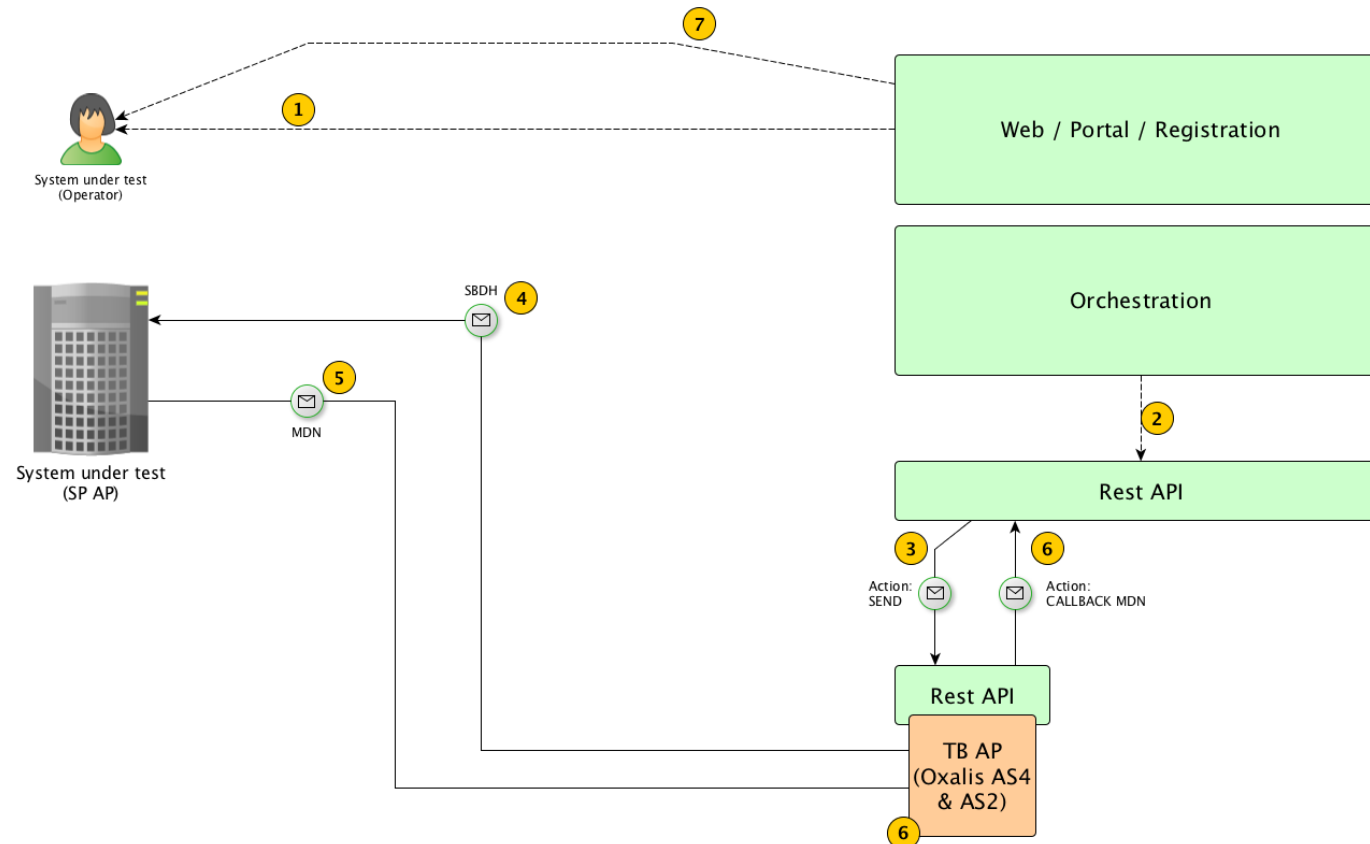 7
1
Web / Portal / Registration
System under test
(Operator)
Orchestration
SBDH
4
5
MDN
2
System under test
(SP AP)
Rest API
3
6
Action:
SEND
Action:
CALLBACK MDN
Rest API
TB AP
(Oxalis AS4
& AS2)
6